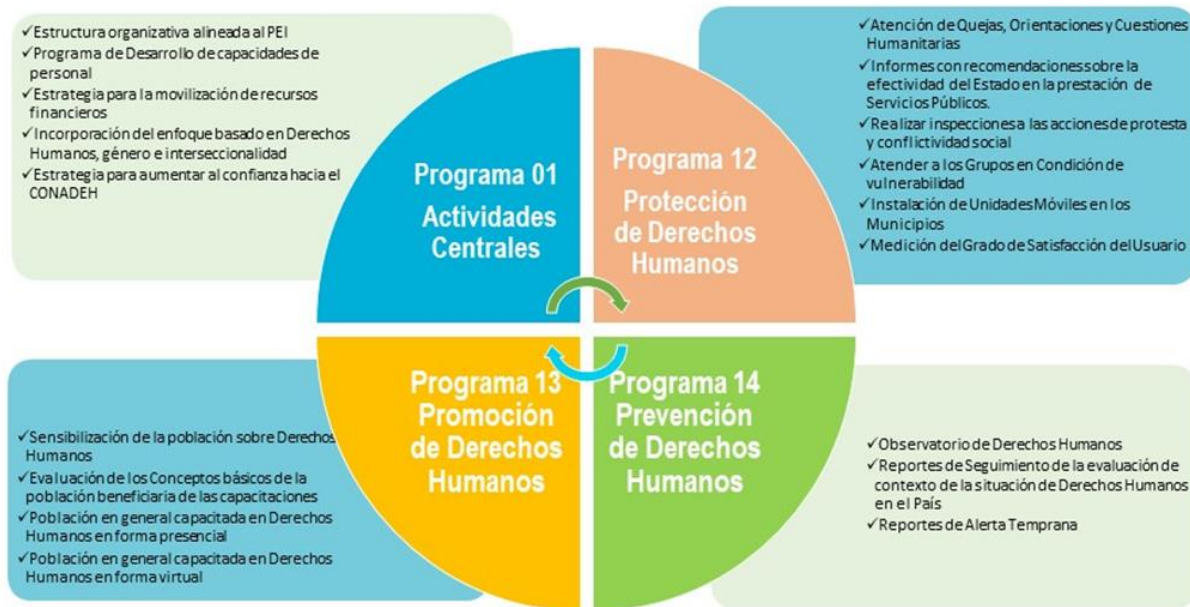 ✓Estructura organizativa alineada al PEI
✓Programa de Desarrollo de capacidades de
personal
✓Estrategia para la movilización de recursos
financieros
✓Incorporación del enfoque basado en Derechos
Humanos, género e interseccionalidad
✓Estrategia para aumentar al confianza hacia el
CONADEH
Programa 01
Actividades
Centrales
Programa 12
Protección
de Derechos
Humanos
✓Atención de Quejas, Orientaciones y Cuestiones
Humanitarias
✓Informes con recomendaciones sobre la
efectividad del Estado en la prestación de
Servicios Públicos.
✓Realizar inspecciones a las acciones de protesta
y conflictividad social
✓Atender a los Grupos en Condición de
vulnerabilidad
✓Instalación de Unidades Móviles en los
Municipios
✓Medición del Grado de Satisfacción del Usuario
✓Sensibilización de la población sobre Derechos
Humanos
✓Evaluación de los Conceptos básicos de la
población beneficiaria de las capacitaciones
✓Población en general capacitada en Derechos
Humanos en forma presencial
✓Población en general capacitada en Derechos
Humanos en forma virtual
Programa 13
Promoción
de Derechos
Humanos
Programa 14
Prevención
de Derechos
Humanos
✓Observatorio de Derechos Humanos
✓Reportes de Seguimiento de la evaluación de
contexto de la situación de Derechos Humanos
en el País
✓Reportes de Alerta Temprana